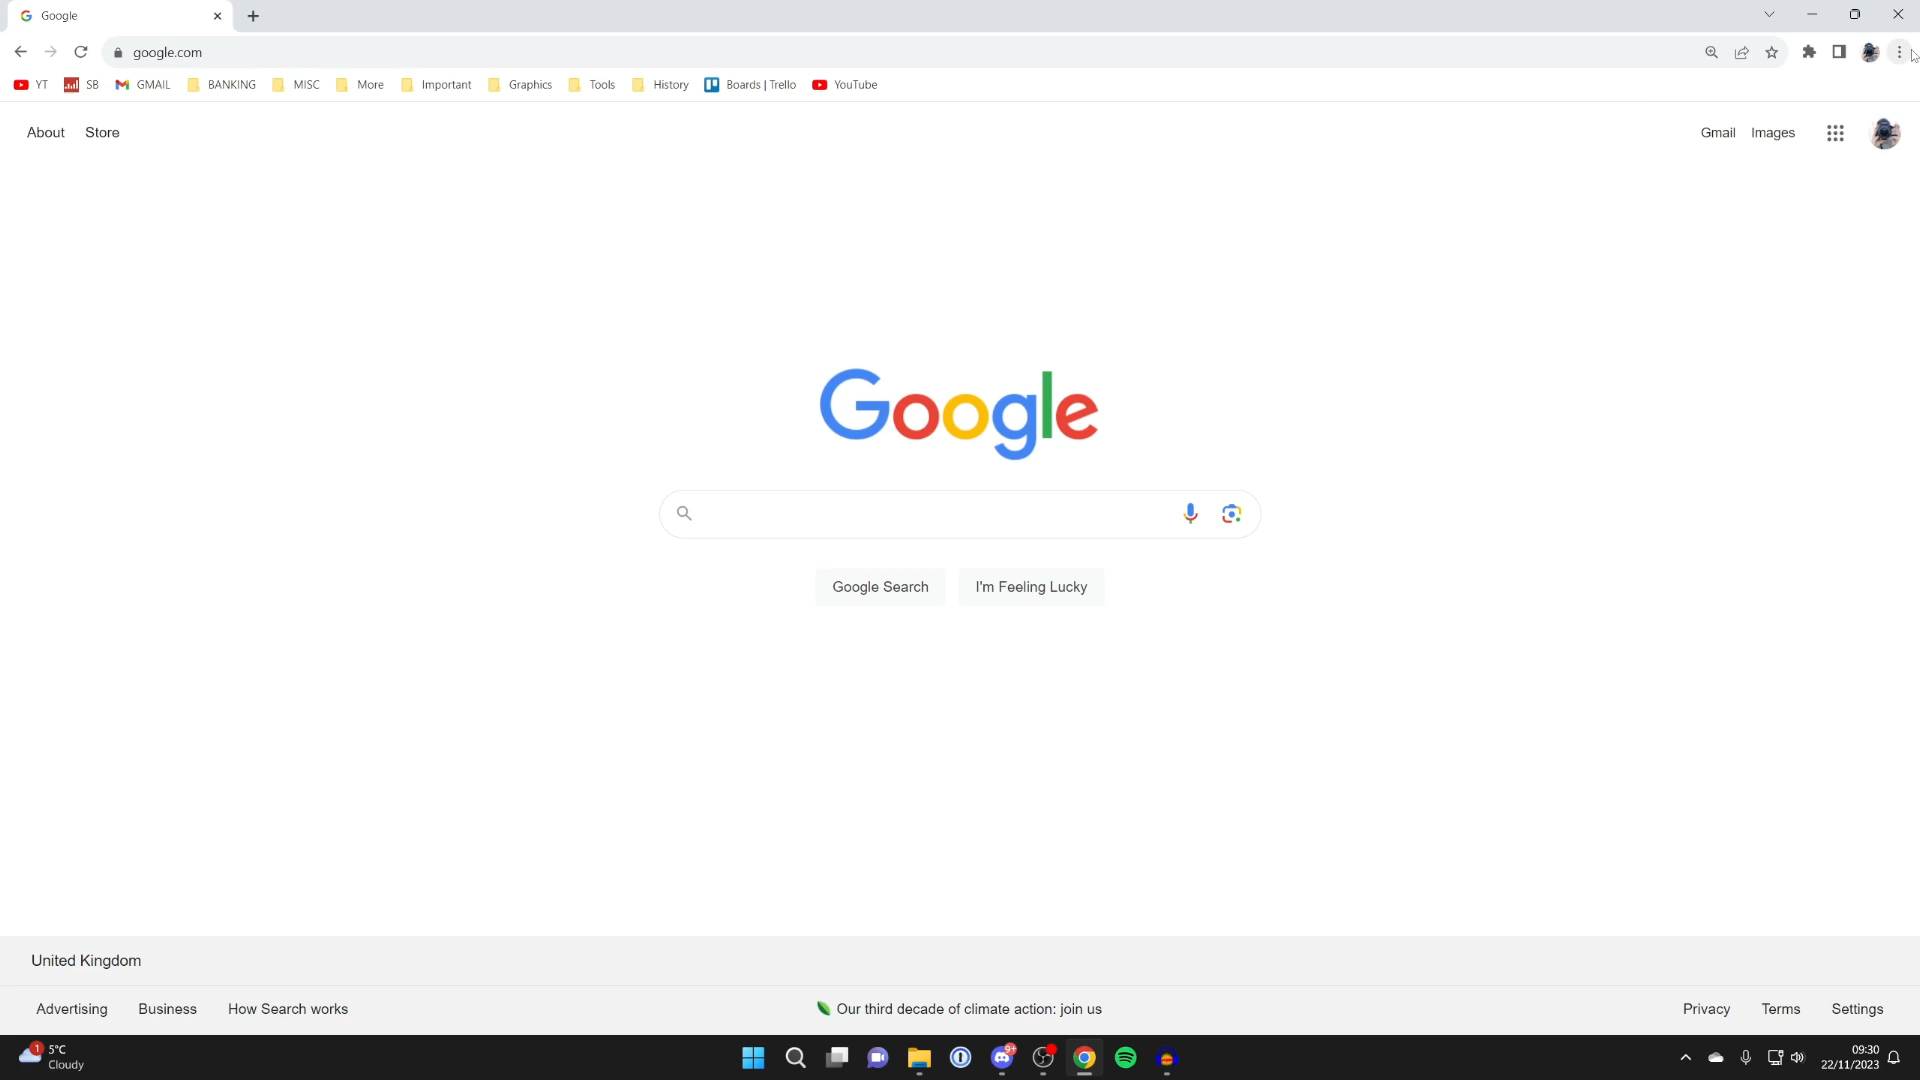 Google
google.com
YT SB GMAIL BANKING MISC More Important Graphics Tools History Boards | Trello YouTube
About Store Gmail Images
Google
Google Search I'm Feeling Lucky
United Kingdom
Advertising Business How Search works Our third decade of climate action: join us Privacy Terms Settings
1 5°C 9+ 09:30
Cloudy 22/11/2023